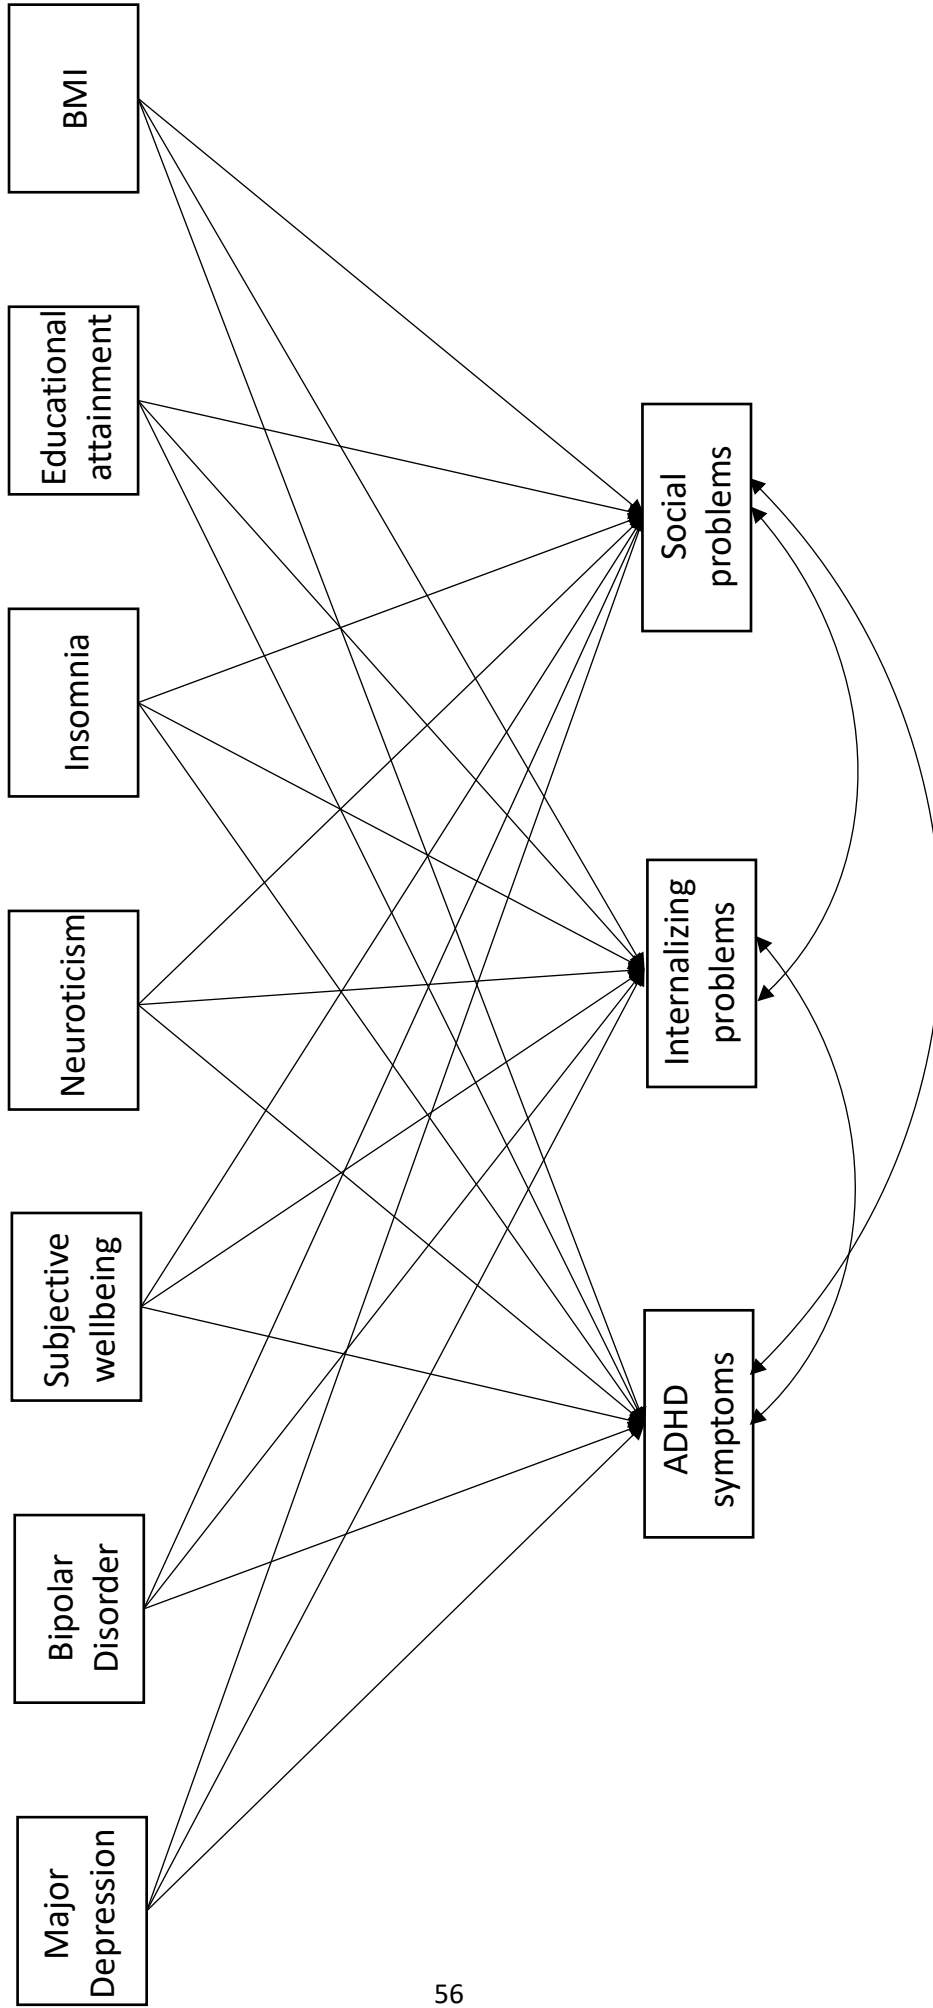 Major
Depression
Bipolar
Disorder
Subjective
wellbeing
Neuroticism
Insomnia
Educational
attainment
BMI
ADHD
symptoms
Internalizing
problems
Social
problems
56